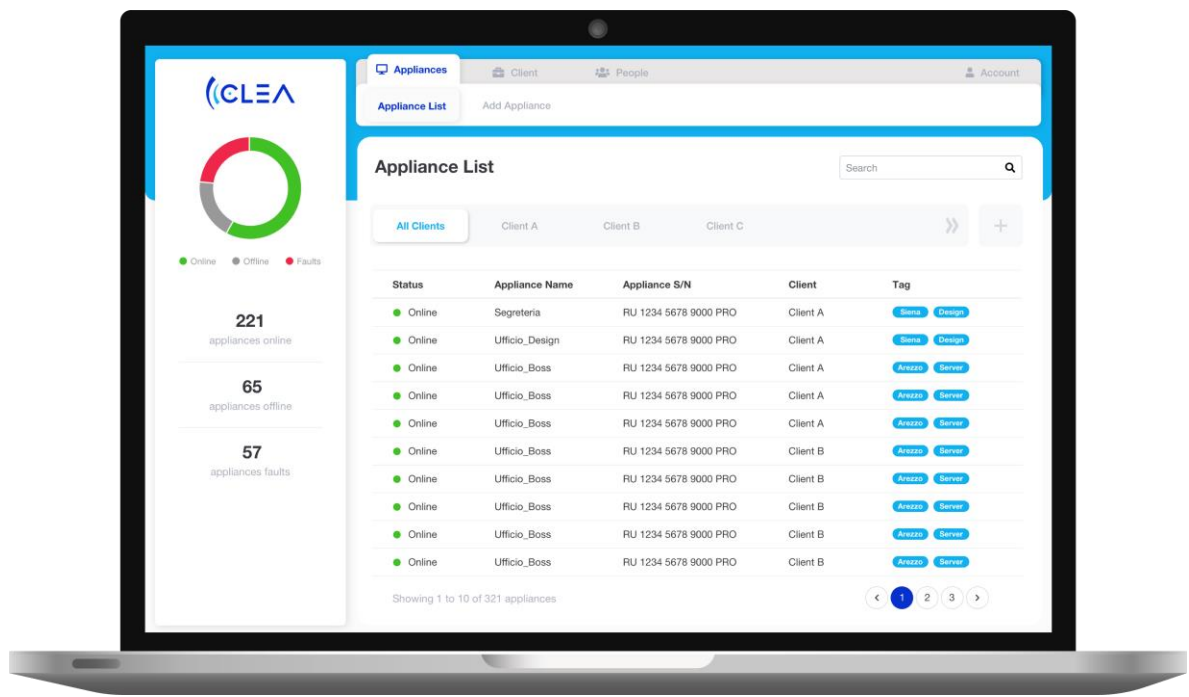 CLEA
Online Offline Faults
221
appliances online
65
appliances offline
57
appliances faults
Appliances Client People Account
Appliance List Add Appliance
Appliance List Search
All Clients Client A Client B Client C
Status Appliance Name Appliance S/N Client Tag
Online Segreteria RU 1234 5678 9000 PRO Client A Siena Design
Online Ufficio_Design RU 1234 5678 9000 PRO Client A Siena Design
Online Ufficio_Boss RU 1234 5678 9000 PRO Client A Arezzo Server
Online Ufficio_Boss RU 1234 5678 9000 PRO Client A Arezzo Server
Online Ufficio_Boss RU 1234 5678 9000 PRO Client A Arezzo Server
Online Ufficio_Boss RU 1234 5678 9000 PRO Client B Arezzo Server
Online Ufficio_Boss RU 1234 5678 9000 PRO Client B Arezzo Server
Online Ufficio_Boss RU 1234 5678 9000 PRO Client B Arezzo Server
Online Ufficio_Boss RU 1234 5678 9000 PRO Client B Arezzo Server
Online Ufficio_Boss RU 1234 5678 9000 PRO Client B Arezzo Server
Showing 1 to 10 of 321 appliances 1 2 3